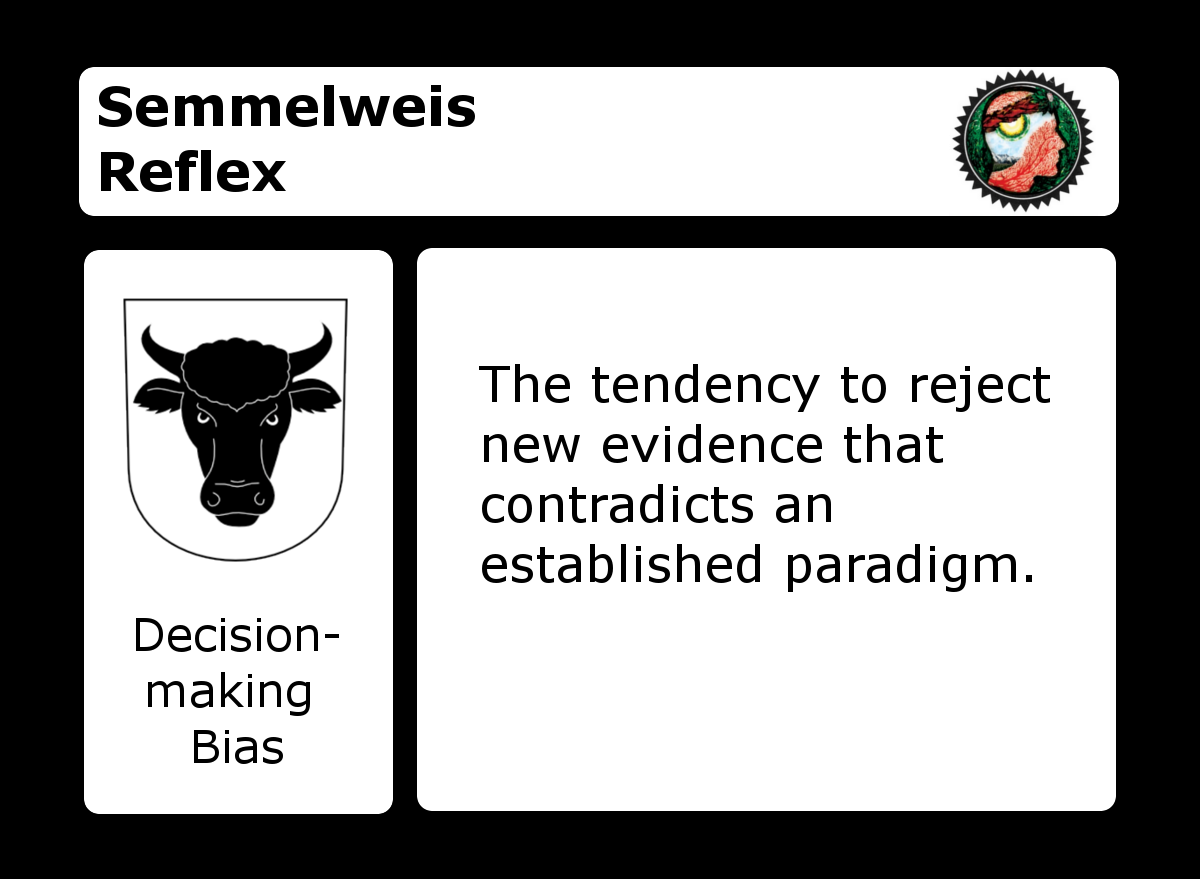 Semmelweis
Reflex
Decision-
making
Bias
The tendency to reject
new evidence that
contradicts an
established paradigm.